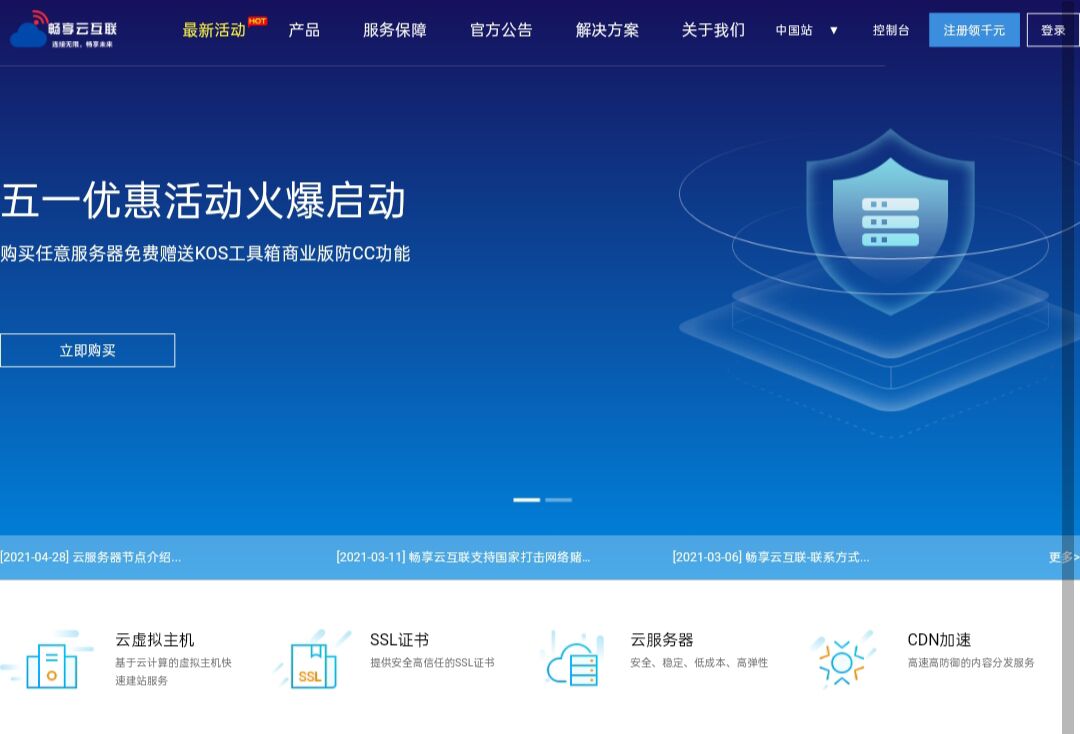 畅享云互联
连接无限，畅享未来
最新活动
HOT
产品
服务保障
官方公告
解决方案
关于我们
中国站 ▼
控制台
注册领千元
登录
五一优惠活动火爆启动
购买任意服务器免费赠送KOS工具箱商业版防CC功能
立即购买
[2021-04-28] 云服务器节点介绍...
[2021-03-11] 畅享云互联支持国家打击网络赌...
[2021-03-06] 畅享云互联-联系方式...
更多>
云虚拟主机
基于云计算的虚拟主机快
速建站服务
SSL
SSL证书
提供安全高信任的SSL证书
云服务器
安全、稳定、低成本、高弹性
CDN加速
高速高防御的内容分发服务